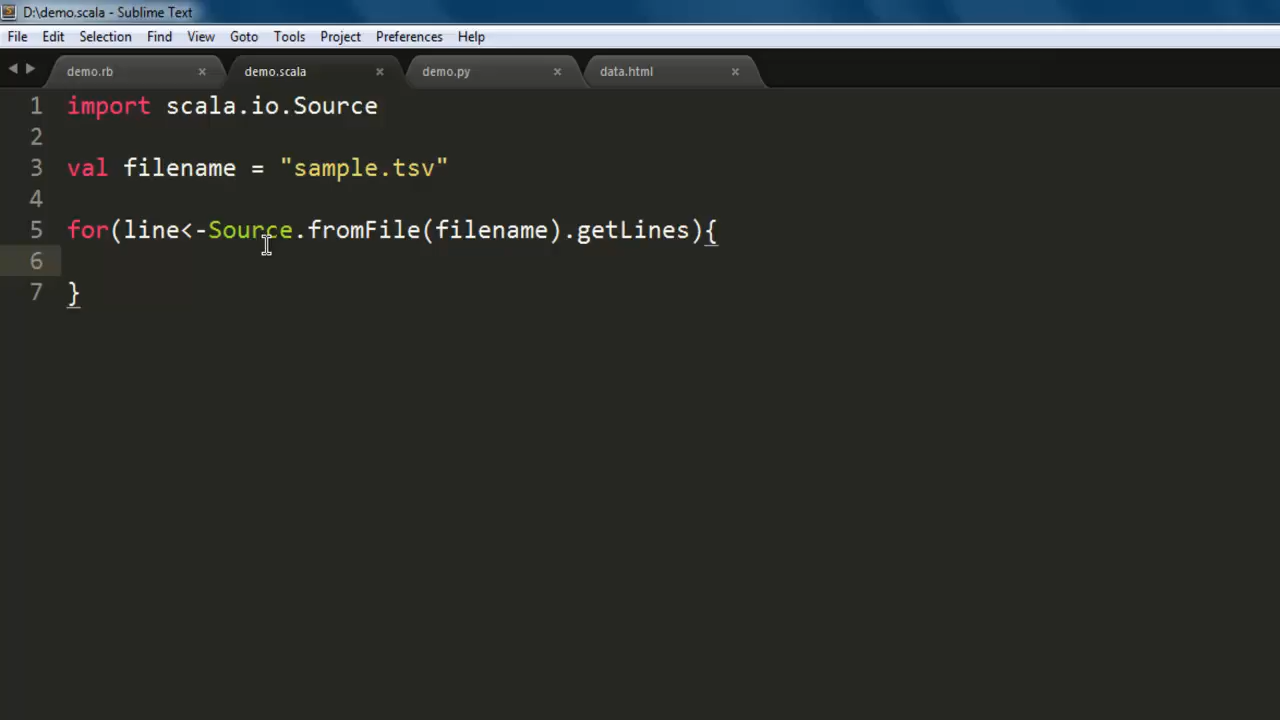 D:\demo.scala - Sublime Text
File Edit Selection Find View Goto Tools Project Preferences Help
demo.rb × demo.scala × demo.py × data.html ×
1 import scala.io.Source
2
3 val filename = "sample.tsv"
4
5 for(line<-Source.fromFile(filename).getLines){
6
7 }